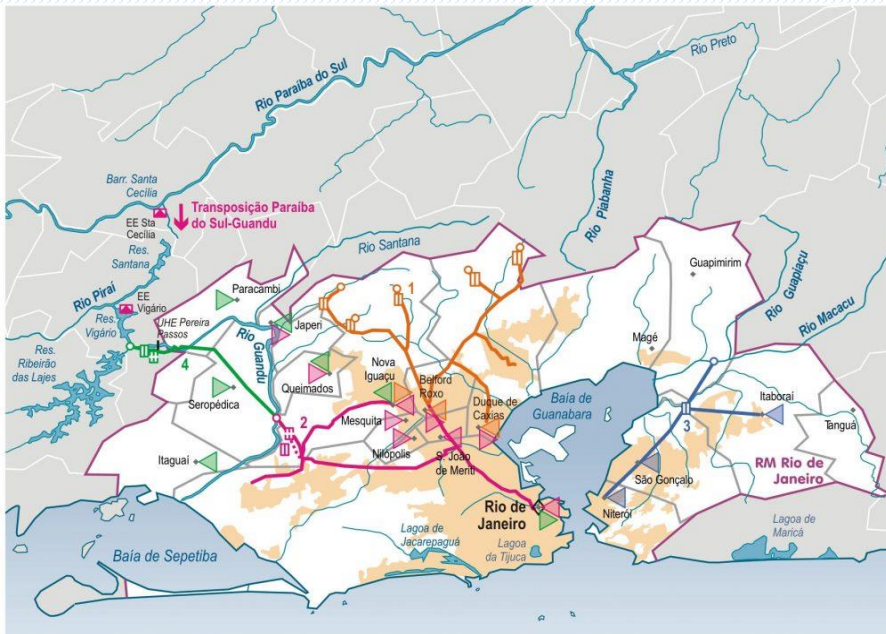 Rio Preto
Rio Paraíba do Sul
Barr. Santa
Cecília
Transposição Paraíba
do Sul-Guandu
EE Sta
Cecília
Rio Piabanha
Res.
Santana
Rio Santana
Guapimirim
Rio Guapiaçu
Rio Piraí
Paracambi
1
EE
Vigário
Rio Macacu
Res.
Vigário
UHE Pereira
Passos
Japeri
Rio Guandu
Magé
Res.
Ribeirão
das Lajes
EE
4
Nova
Iguaçu
Belford
Roxo
Queimados
Seropédica
Duque de
Caxias
Baía de
Guanabara
Itaboraí
Tanguá
2
EE
Mesquita
3
Nilópolis
S. João
de Meriti
Itaguaí
RM Rio de
Janeiro
São Gonçalo
Niterói
Rio de
Janeiro
Lagoa de
Jacarepaguá
Lagoa
da Tijuca
Lagoa de
Maricá
Baía de Sepetiba